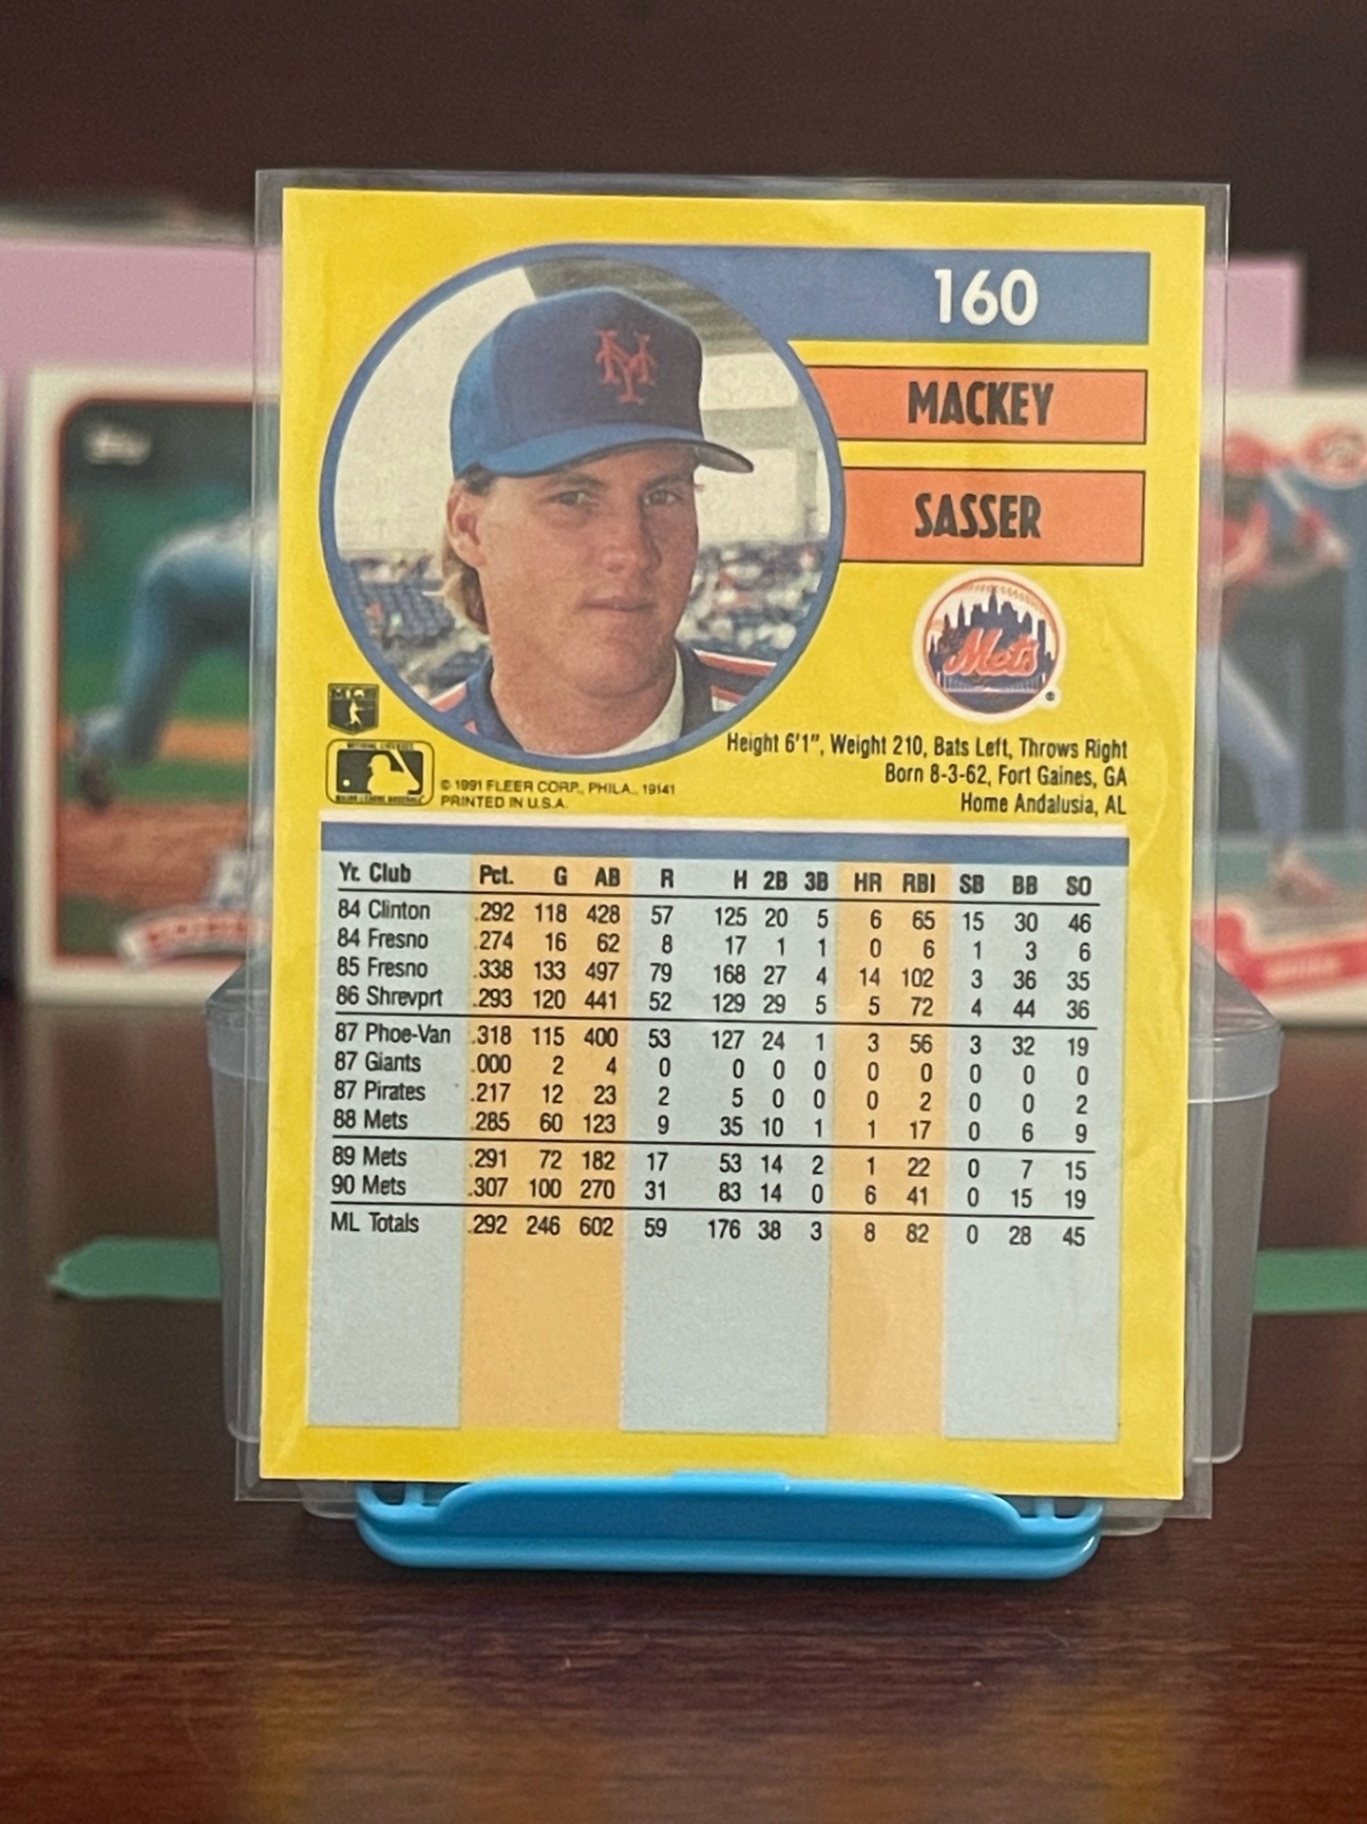 160
MACKEY
SASSER
Mets
Height 6'1", Weight 210, Bats Left, Throws Right
Born 8-3-62, Fort Gaines, GA
Home Andalusia, AL
© 1991 FLEER CORP., PHILA., 19141
PRINTED IN U.S.A.
Yr. Club Pct. G AB R H 2B 3B HR RBI SB BB SO
84 Clinton .292 118 428 57 125 20 5 6 65 15 30 46
84 Fresno .274 16 62 8 17 1 1 0 6 1 3 6
85 Fresno .338 133 497 79 168 27 4 14 102 3 36 35
86 Shrevprt .293 120 441 52 129 29 5 5 72 4 44 36
87 Phoe-Van .318 115 400 53 127 24 1 3 56 3 32 19
87 Giants .000 2 4 0 0 0 0 0 0 0 0 0
87 Pirates .217 12 23 2 5 0 0 0 2 0 0 2
88 Mets .285 60 123 9 35 10 1 1 17 0 6 9
89 Mets .291 72 182 17 53 14 2 1 22 0 7 15
90 Mets .307 100 270 31 83 14 0 6 41 0 15 19
ML Totals .292 246 602 59 176 38 3 8 82 0 28 45